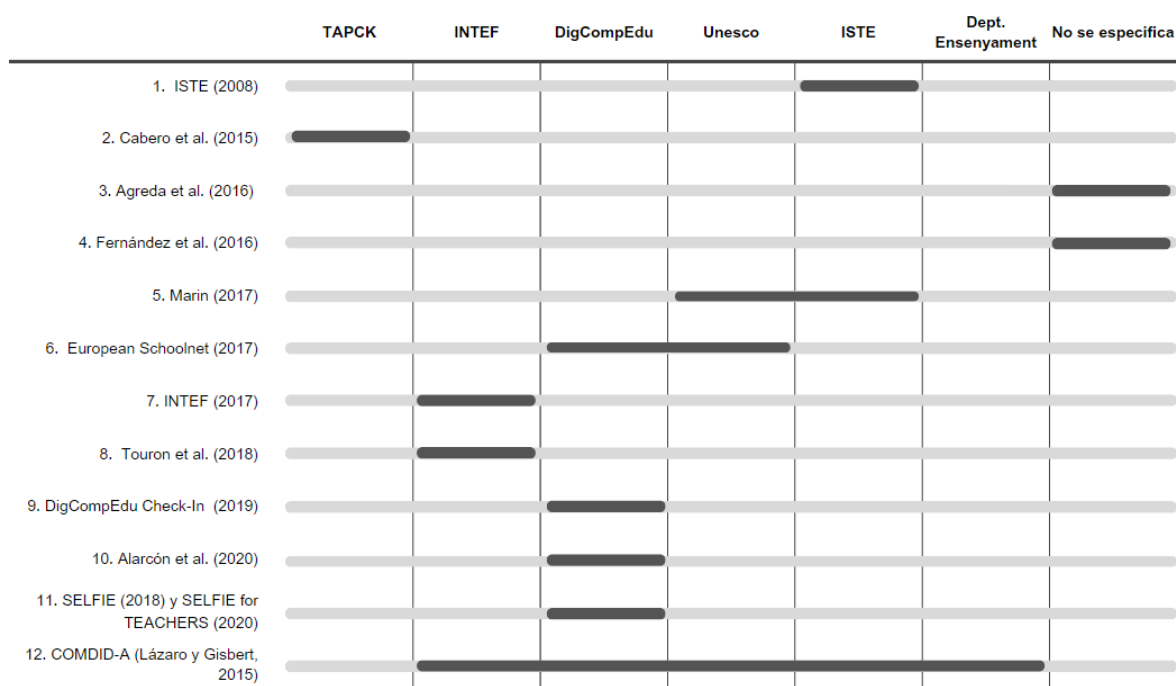 TAPCK INTEF DigCompEdu Unesco ISTE Dept. Ensenyament No se especifica
1. ISTE (2008)
2. Cabero et al. (2015)
3. Agreda et al. (2016)
4. Fernández et al. (2016)
5. Marin (2017)
6. European Schoolnet (2017)
7. INTEF (2017)
8. Touron et al. (2018)
9. DigCompEdu Check-In (2019)
10. Alarcón et al. (2020)
11. SELFIE (2018) y SELFIE for
TEACHERS (2020)
12. COMDID-A (Lázaro y Gisbert,
2015)